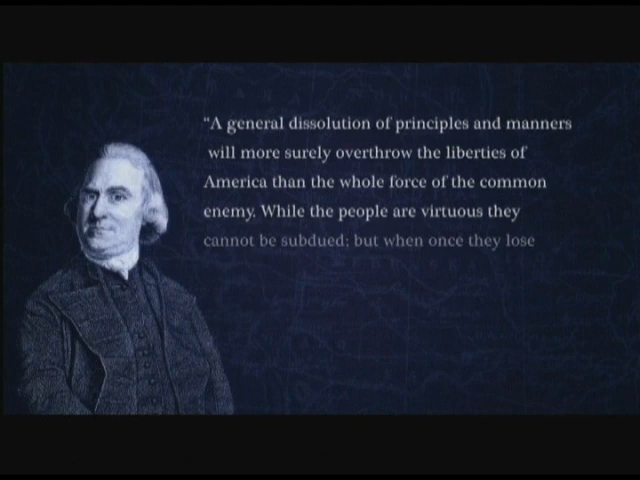 “A general dissolution of principles and manners
will more surely overthrow the liberties of
America than the whole force of the common
enemy. While the people are virtuous they
cannot be subdued; but when once they lose